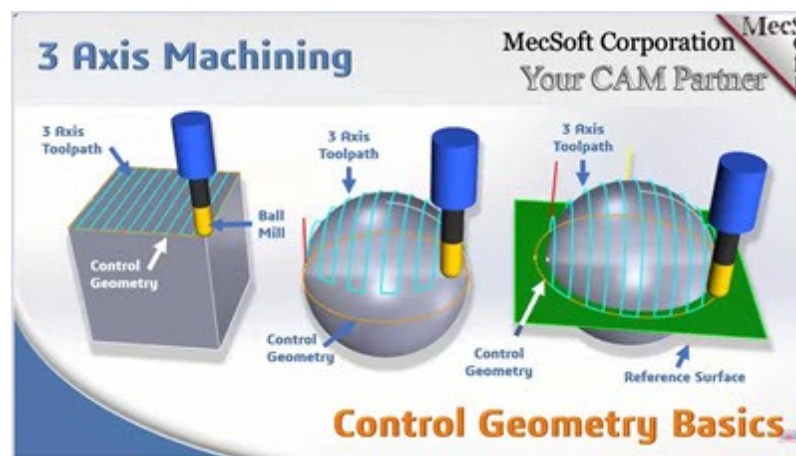 3 Axis Machining
MecSoft Corporation
Your CAM Partner
3 Axis
Toolpath
Ball
Mill
Control
Geometry
3 Axis
Toolpath
Control
Geometry
3 Axis
Toolpath
Control
Geometry
Reference Surface
Control Geometry Basics